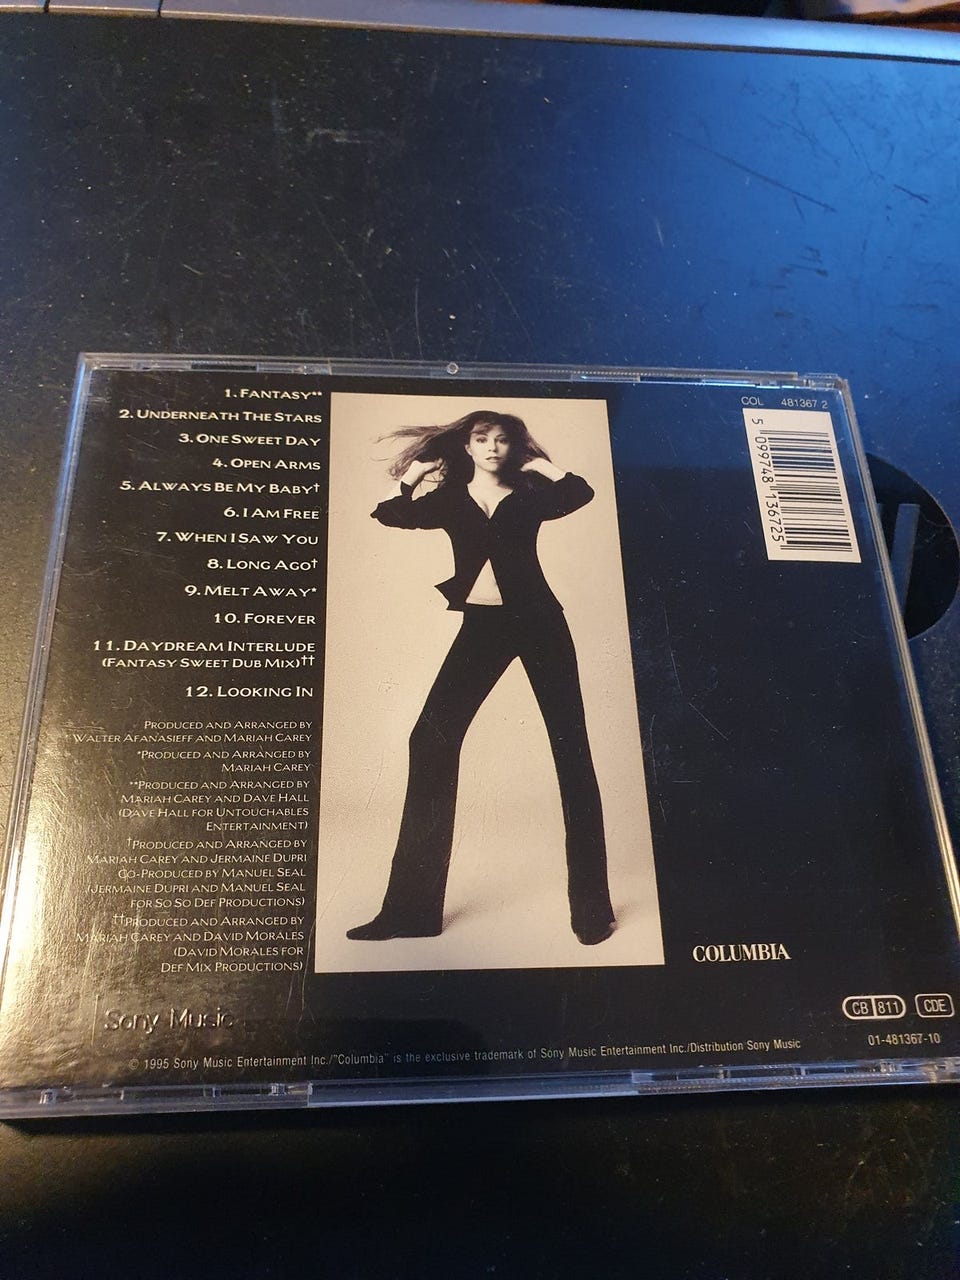 1. FANTASY**
2. UNDERNEATH THE STARS
3. ONE SWEET DAY
4. OPEN ARMS
5. ALWAYS BE MY BABY†
6. I AM FREE
7. WHEN I SAW YOU
8. LONG AGO†
9. MELT AWAY*
10. FOREVER
11. DAYDREAM INTERLUDE
(FANTASY SWEET DUB MIX)††
12. LOOKING IN
PRODUCED AND ARRANGED BY
WALTER AFANASIEFF AND MARIAH CAREY
*PRODUCED AND ARRANGED BY
MARIAH CAREY
**PRODUCED AND ARRANGED BY
MARIAH CAREY AND DAVE HALL
(DAVE HALL FOR UNTOUCHABLES
ENTERTAINMENT)
†PRODUCED AND ARRANGED BY
MARIAH CAREY AND JERMAINE DUPRI
CO-PRODUCED BY MANUEL SEAL
(JERMAINE DUPRI AND MANUEL SEAL
FOR SO SO DEF PRODUCTIONS)
††PRODUCED AND ARRANGED BY
MARIAH CAREY AND DAVID MORALES
(DAVID MORALES FOR
DEF MIX PRODUCTIONS)
COL 481367 2
5 099748 136725
COLUMBIA
Sony Music
CB 811 CDE
01-481367-10
© 1995 Sony Music Entertainment Inc./"Columbia" is the exclusive trademark of Sony Music Entertainment Inc./Distribution Sony Music